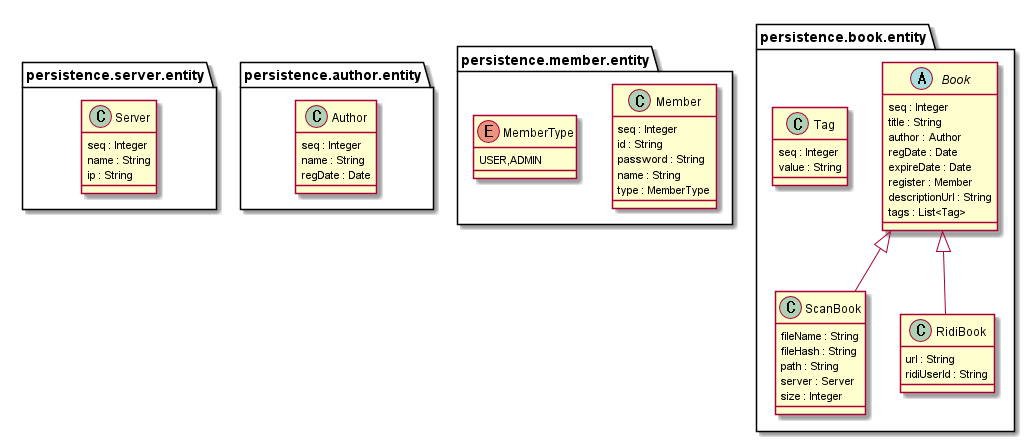 persistence.server.entity
C Server
seq : Integer
name : String
ip : String
persistence.author.entity
C Author
seq : Integer
name : String
regDate : Date
persistence.member.entity
E MemberType
USER,ADMIN
C Member
seq : Integer
id : String
password : String
name : String
type : MemberType
persistence.book.entity
C Tag
seq : Integer
value : String
A Book
seq : Integer
title : String
author : Author
regDate : Date
expireDate : Date
register : Member
descriptionUrl : String
tags : List<Tag>
C ScanBook
fileName : String
fileHash : String
path : String
server : Server
size : Integer
C RidiBook
url : String
ridiUserId : String